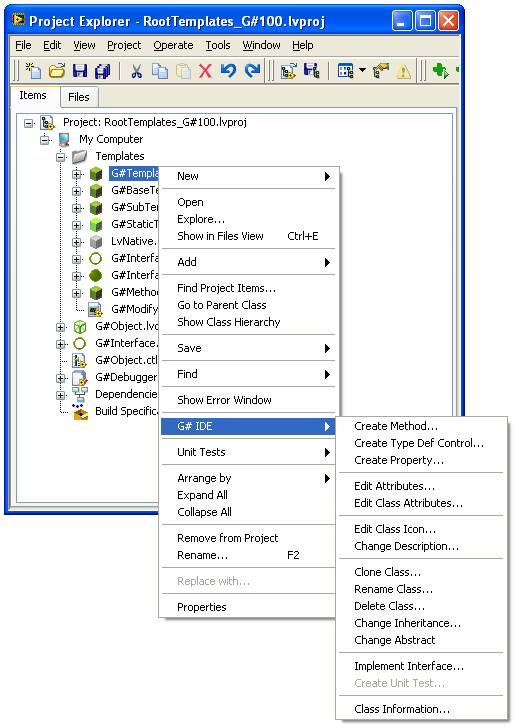 Project Explorer - RootTemplates_G#100.lvproj
File Edit View Project Operate Tools Window Help
Items Files
Project: RootTemplates_G#100.lvproj
My Computer
Templates
G#Templa
G#BaseTe
G#SubTem
G#StaticT
LvNative.
G#Interfa
G#Interfa
G#Metho
G#Modify
G#Object.lvc
G#Interface.
G#Object.ctl
G#Debugger
Dependencie
Build Specifica
New
Open
Explore...
Show in Files View Ctrl+E
Add
Find Project Items...
Go to Parent Class
Show Class Hierarchy
Save
Find
Show Error Window
G# IDE
Unit Tests
Arrange by
Expand All
Collapse All
Remove from Project
Rename... F2
Replace with...
Properties
Create Method...
Create Type Def Control...
Create Property...
Edit Attributes...
Edit Class Attributes...
Edit Class Icon...
Change Description...
Clone Class...
Rename Class...
Delete Class...
Change Inheritance...
Change Abstract
Implement Interface...
Create Unit Test...
Class Information...